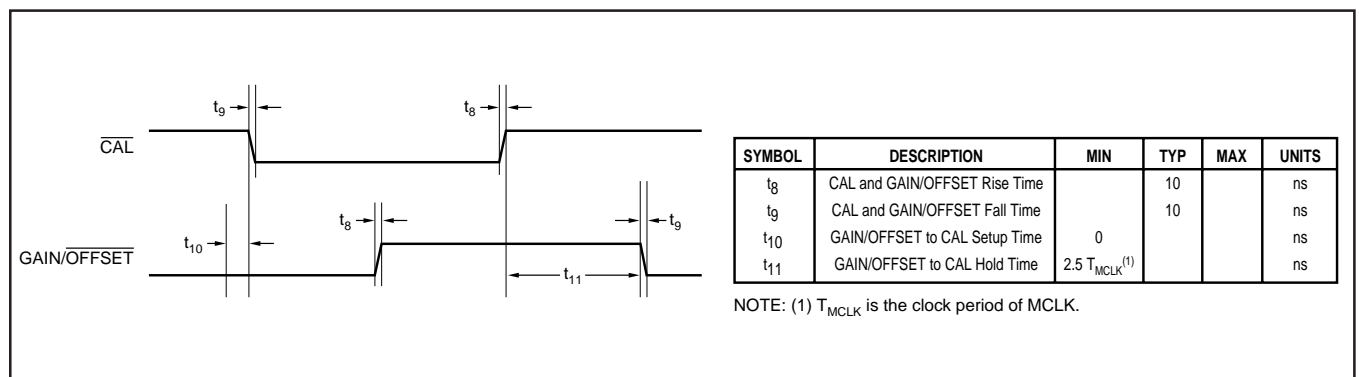 t9
t8
CAL
t8
t9
t10
GAIN/OFFSET
t11
SYMBOL DESCRIPTION MIN TYP MAX UNITS
t8 CAL and GAIN/OFFSET Rise Time 10 ns
t9 CAL and GAIN/OFFSET Fall Time 10 ns
t10 GAIN/OFFSET to CAL Setup Time 0 ns
t11 GAIN/OFFSET to CAL Hold Time 2.5 TMCLK(1) ns
NOTE: (1) TMCLK is the clock period of MCLK.